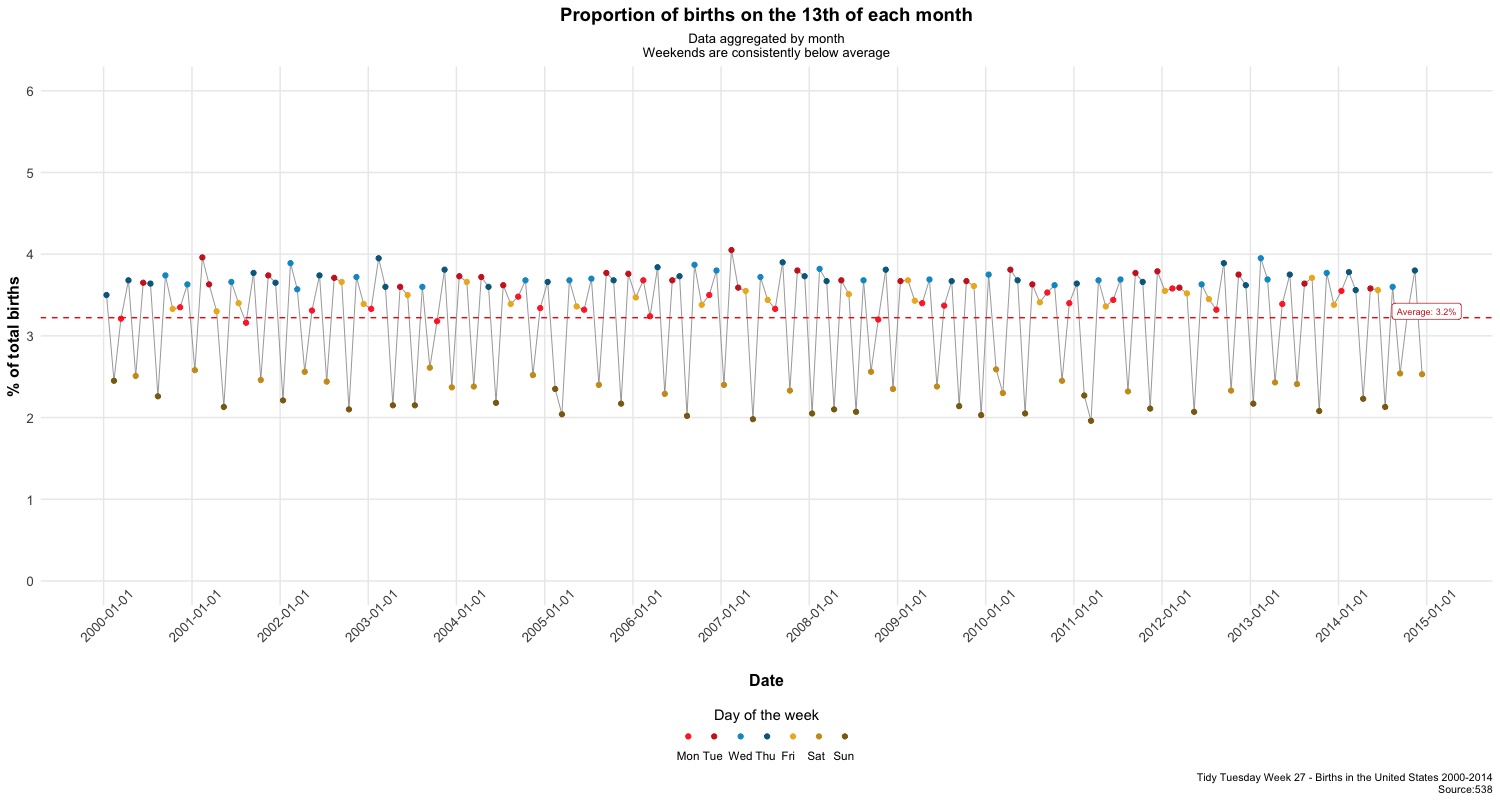 Proportion of births on the 13th of each month
Data aggregated by month
Weekends are consistently below average
% of total births
6
5
4
3
2
1
0
Average: 3.2%
2000-01-01
2001-01-01
2002-01-01
2003-01-01
2004-01-01
2005-01-01
2006-01-01
2007-01-01
2008-01-01
2009-01-01
2010-01-01
2011-01-01
2012-01-01
2013-01-01
2014-01-01
2015-01-01
Date
Day of the week
Mon Tue Wed Thu Fri Sat Sun
Tidy Tuesday Week 27 - Births in the United States 2000-2014
Source:538